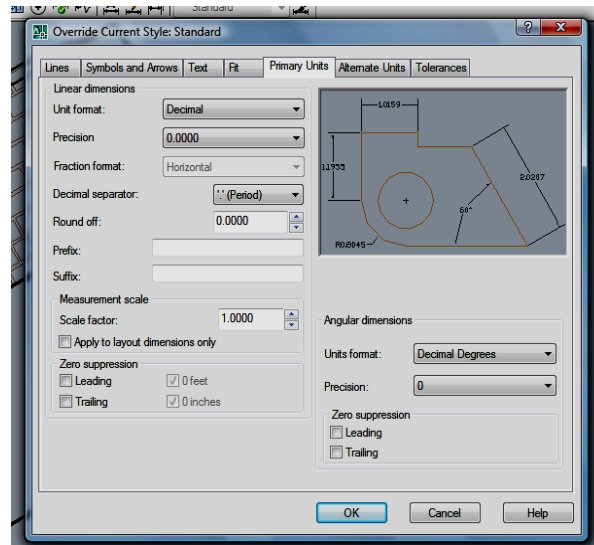 Standard
Override Current Style: Standard
Lines Symbols and Arrows Text Fit Primary Units Alternate Units Tolerances
Linear dimensions
Unit format: Decimal
Precision 0.0000
Fraction format: Horizontal
Decimal separator: '.' (Period)
Round off: 0.0000
Prefix:
Suffix:
Measurement scale
Scale factor: 1.0000
Apply to layout dimensions only
Zero suppression
Leading 0 feet
Trailing 0 inches
1.0159
1.1955
2.0207
60°
R0.8045
Angular dimensions
Units format: Decimal Degrees
Precision: 0
Zero suppression
Leading
Trailing
OK Cancel Help